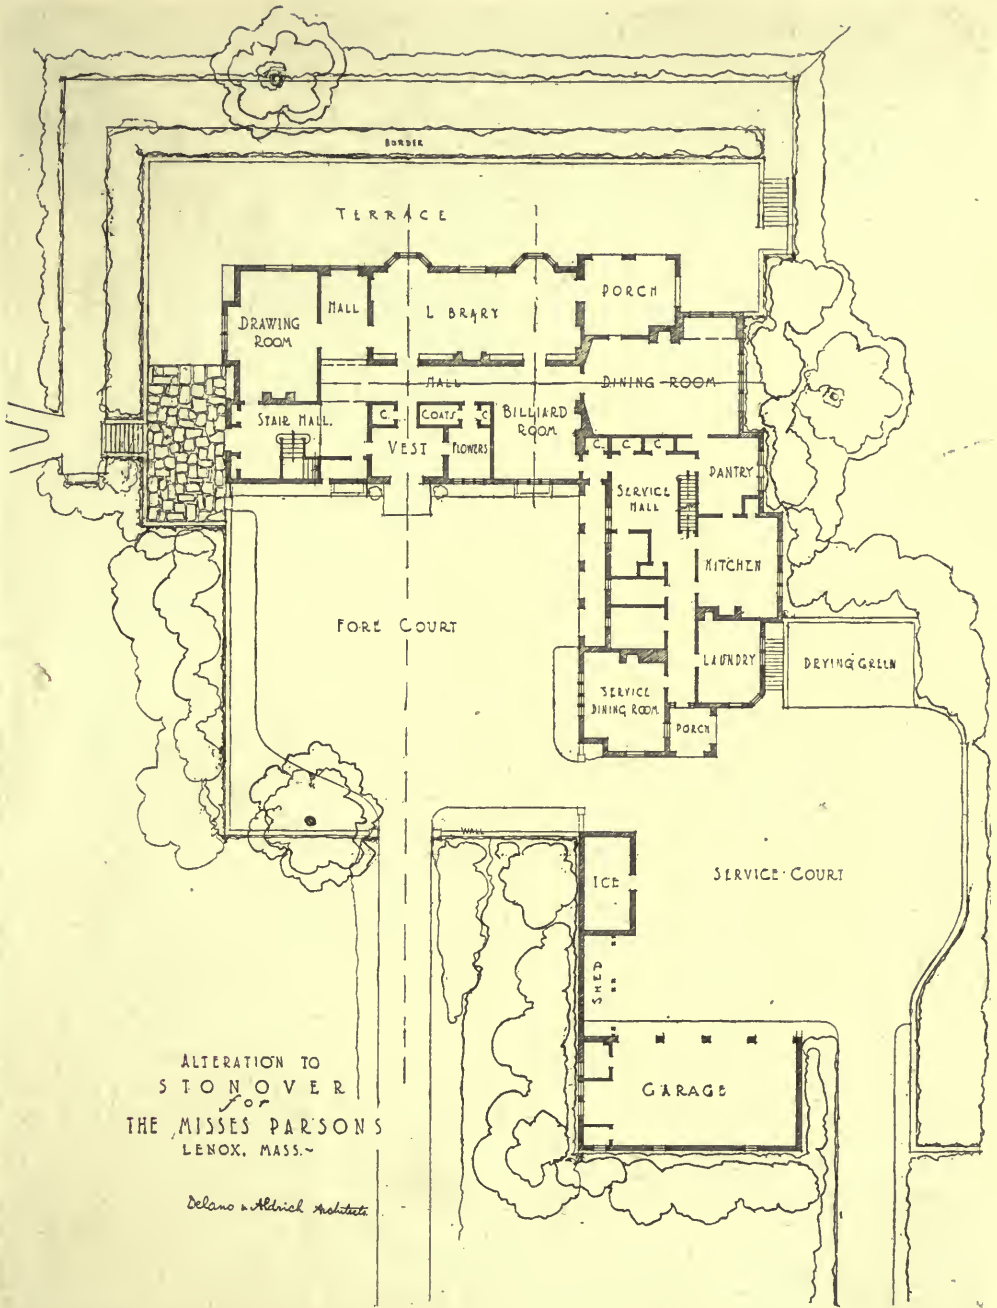 BORDER
TERRACE
PORCH
HALL
L BRARY
DRAWING
ROOM
HALL
DINING-ROOM
STAIR HALL.
C.
COATS
C
BILLIARD
ROOM
VEST
FLOWERS
C.
C
C
PANTRY
SERVICE
HALL
KITCHEN
FORE COURT
LAUNDRY
DRYING GREEN
SERVICE
DINING ROOM
PORCH
WALL
ICE
SERVICE · COURT
SHED
GARAGE
ALTERATION TO
STONOVER
for
THE MISSES PARSONS
LENOX, MASS.~
Delano & Aldrich Architects